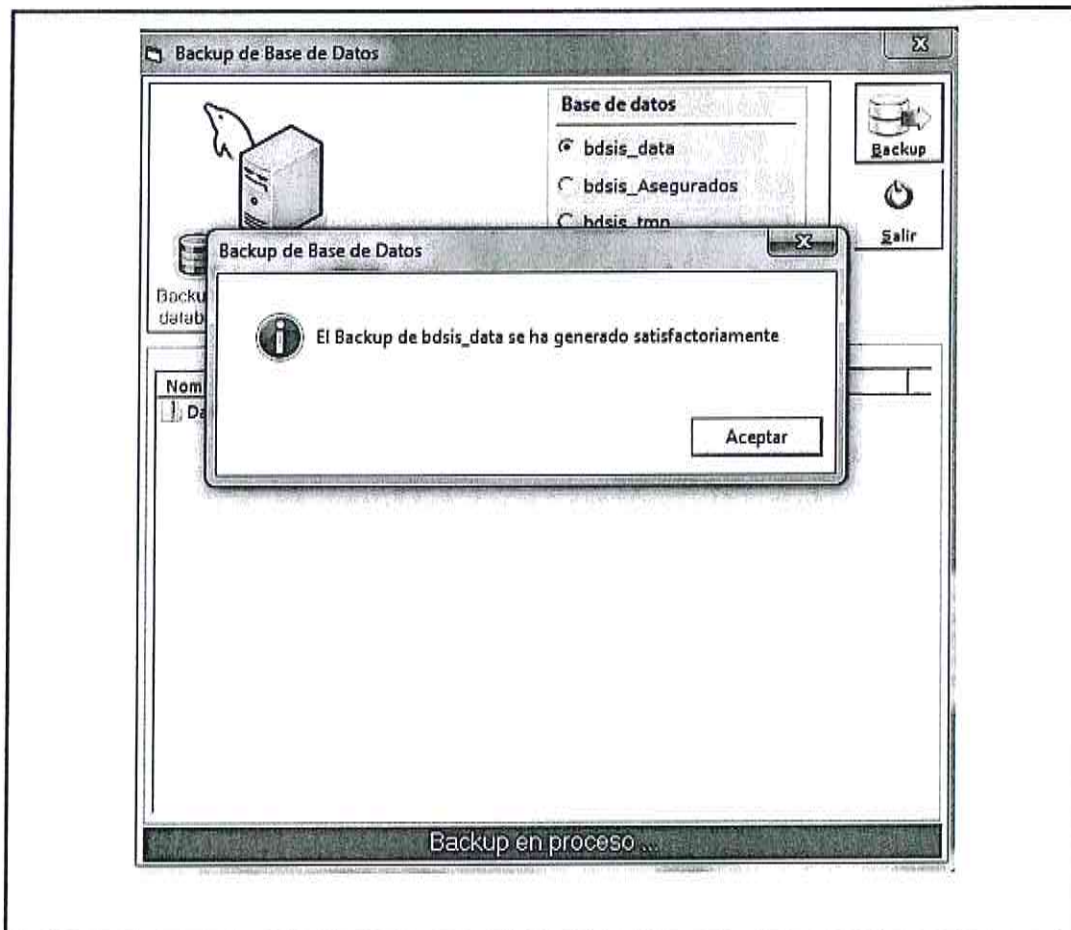 Backup de Base de Datos
Base de datos
bdsis_data
bdsis_Asegurados
bdsis_tmp
Backup
Salir
Backup de Base de Datos
El Backup de bdsis_data se ha generado satisfactoriamente
Aceptar
Backup en proceso ...